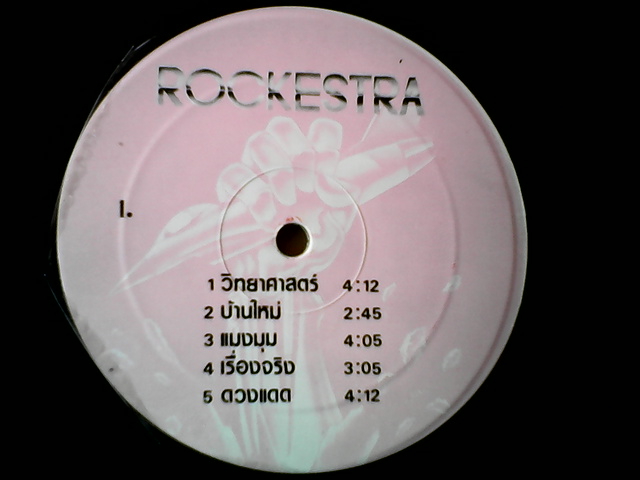 ROCKESTRA
1.
1 วิทยาศาสตร์ 4:12
2 บ้านใหม่ 2:45
3 แมงมุม 4:05
4 เรื่องจริง 3:05
5 ดวงแดด 4:12